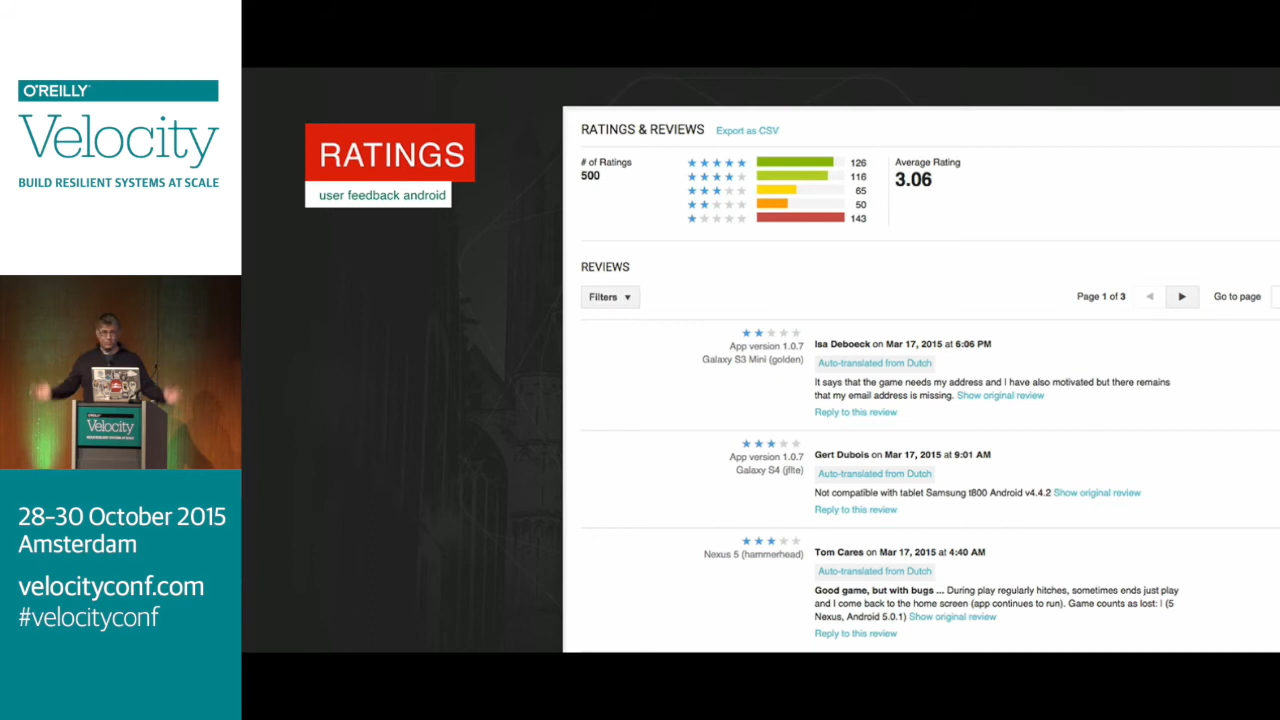 O'REILLY
Velocity
BUILD RESILIENT SYSTEMS AT SCALE
Velocity
28–30 October 2015
Amsterdam
velocityconf.com
#velocityconf
RATINGS
user feedback android
RATINGS & REVIEWS Export as CSV
# of Ratings
500
126
116
65
50
143
Average Rating
3.06
REVIEWS
Filters
Page 1 of 3
Go to page
App version 1.0.7
Galaxy S3 Mini (golden)
Isa Deboeck on Mar 17, 2015 at 6:06 PM
Auto-translated from Dutch
It says that the game needs my address and I have also motivated but there remains
that my email address is missing. Show original review
Reply to this review
App version 1.0.7
Galaxy S4 (jflte)
Gert Dubois on Mar 17, 2015 at 9:01 AM
Auto-translated from Dutch
Not compatible with tablet Samsung t800 Android v4.4.2 Show original review
Reply to this review
Nexus 5 (hammerhead)
Tom Cares on Mar 17, 2015 at 4:40 AM
Auto-translated from Dutch
Good game, but with bugs ... During play regularly hitches, sometimes ends just play
and I come back to the home screen (app continues to run). Game counts as lost: | (5
Nexus, Android 5.0.1) Show original review
Reply to this review